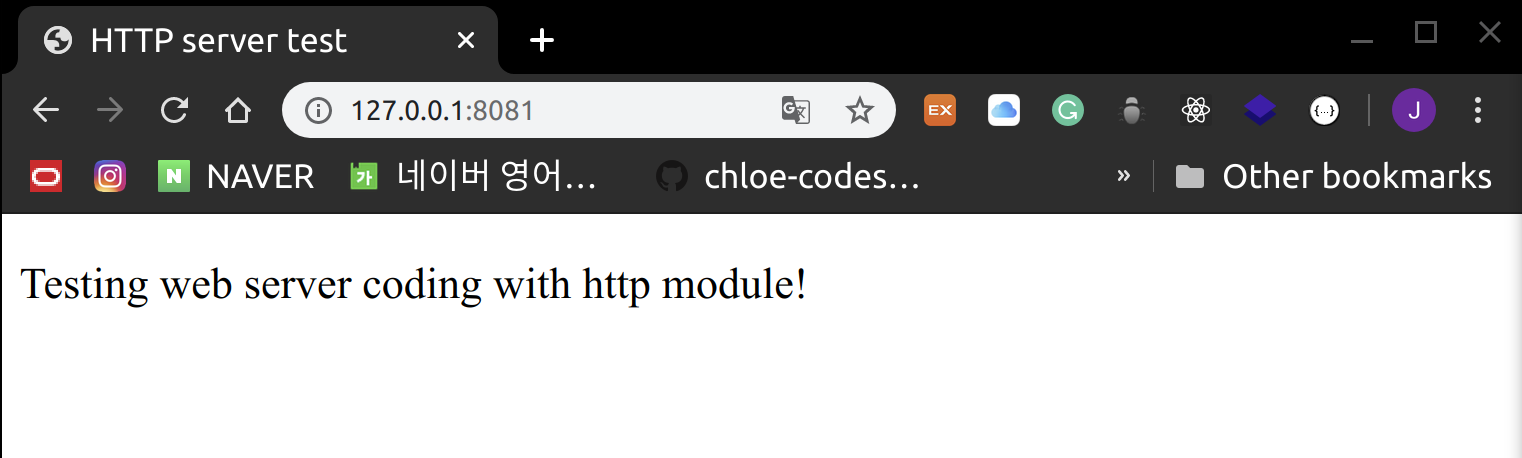 HTTP server test
127.0.0.1:8081
EX
G
{...}
J
N NAVER
가 네이버 영어...
chloe-codes...
» Other bookmarks
Testing web server coding with http module!